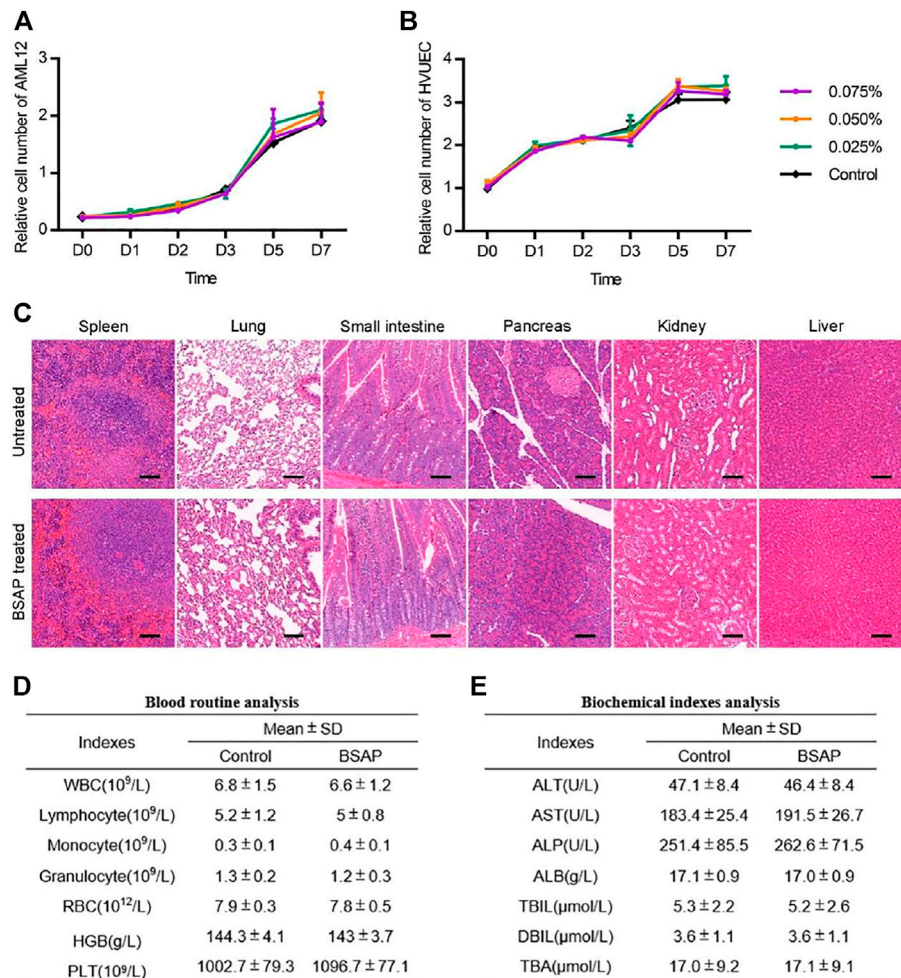 A
Relative cell number of AML12
3
2
1
0
D0 D1 D2 D3 D5 D7
Time
B
Relative cell number of HVUEC
4
3
2
1
0
D0 D1 D2 D3 D5 D7
Time
0.075%
0.050%
0.025%
Control
C
Spleen Lung Small intestine Pancreas Kidney Liver
Untreated
BSAP treated
D
Blood routine analysis
Indexes Mean ± SD
Control BSAP
WBC(10⁹/L) 6.8 ± 1.5 6.6 ± 1.2
Lymphocyte(10⁹/L) 5.2 ± 1.2 5 ± 0.8
Monocyte(10⁹/L) 0.3 ± 0.1 0.4 ± 0.1
Granulocyte(10⁹/L) 1.3 ± 0.2 1.2 ± 0.3
RBC(10¹²/L) 7.9 ± 0.3 7.8 ± 0.5
HGB(g/L) 144.3 ± 4.1 143 ± 3.7
PLT(10⁹/L) 1002.7 ± 79.3 1096.7 ± 77.1
E
Biochemical indexes analysis
Indexes Mean ± SD
Control BSAP
ALT(U/L) 47.1 ± 8.4 46.4 ± 8.4
AST(U/L) 183.4 ± 25.4 191.5 ± 26.7
ALP(U/L) 251.4 ± 85.5 262.6 ± 71.5
ALB(g/L) 17.1 ± 0.9 17.0 ± 0.9
TBIL(μmol/L) 5.3 ± 2.2 5.2 ± 2.6
DBIL(μmol/L) 3.6 ± 1.1 3.6 ± 1.1
TBA(μmol/L) 17.0 ± 9.2 17.1 ± 9.1